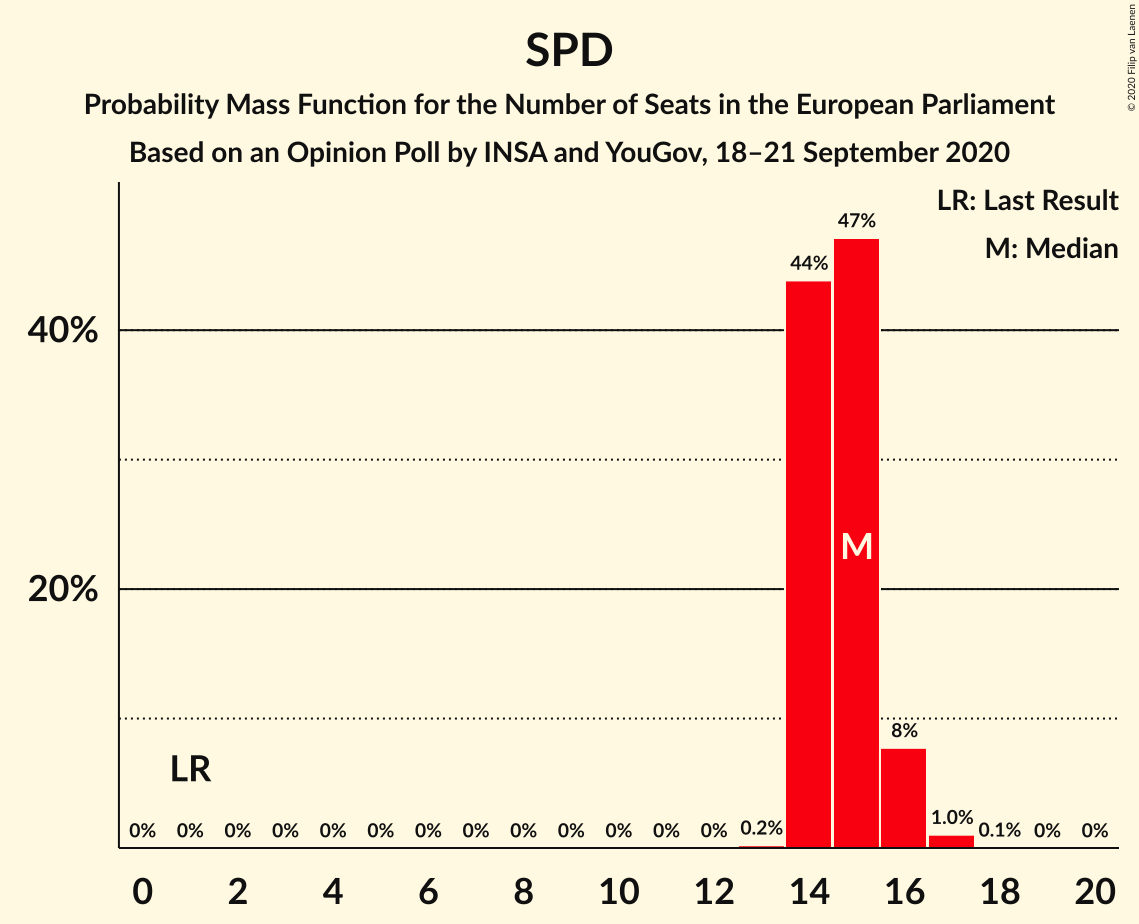 SPD
Probability Mass Function for the Number of Seats in the European Parliament
Based on an Opinion Poll by INSA and YouGov, 18–21 September 2020
© 2020 Filip van Laenen
LR: Last Result
M: Median
47%
44%
40%
M
20%
8%
LR
0% 0% 0% 0% 0% 0% 0% 0% 0% 0% 0% 0% 0% 0.2% 1.0% 0.1% 0% 0%
0 2 4 6 8 10 12 14 16 18 20